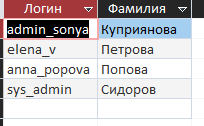 Логин Фамилия
admin_sonya Куприянова
elena_v Петрова
anna_popova Попова
sys_admin Сидоров